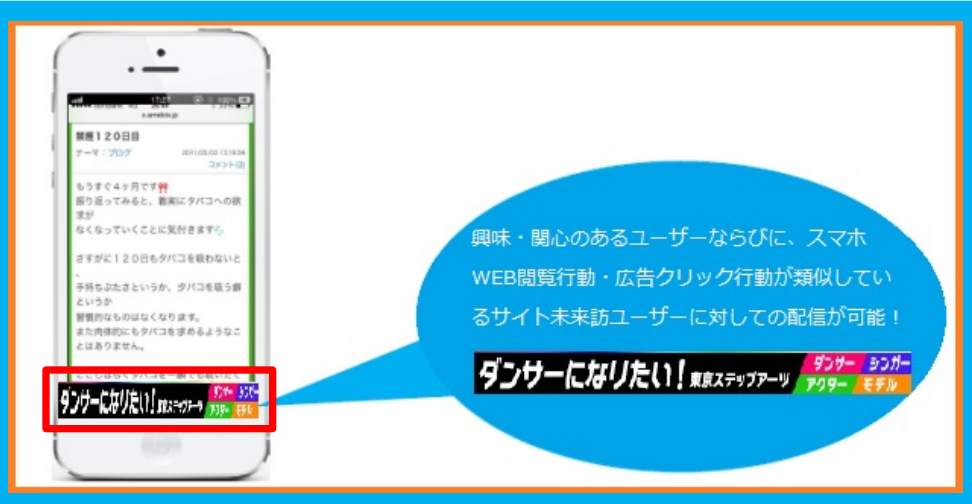 17:27
100%
s.ameblo.jp
禁煙120日目
テーマ：ブログ
コメント(3)
もうすぐ4ヶ月です
振り返ってみると、着実にタバコへの欲
求が
なくなっていくことに気付きます
さすがに120日もタバコを吸わないと
、
手持ちぶたさというか、タバコを吸う癖
というか
習慣的なものはなくなります。
また肉体的にもタバコを求めるようなこ
とはありません。
ダンサーになりたい！ 東京ステップアーツ ダンサー シンガー
アクター モデル
興味・関心のあるユーザーならびに、スマホ
WEB閲覧行動・広告クリック行動が類似してい
るサイト未来訪ユーザーに対しての配信が可能！
ダンサーになりたい！ 東京ステップアーツ ダンサー シンガー
アクター モデル